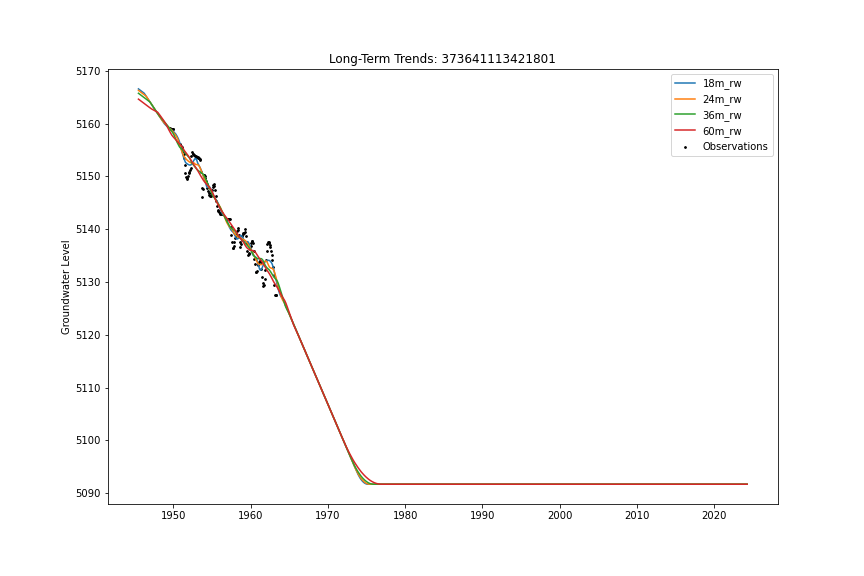 Long-Term Trends: 373641113421801
Groundwater Level
5170
5160
5150
5140
5130
5120
5110
5100
5090
1950 1960 1970 1980 1990 2000 2010 2020
18m_rw
24m_rw
36m_rw
60m_rw
Observations